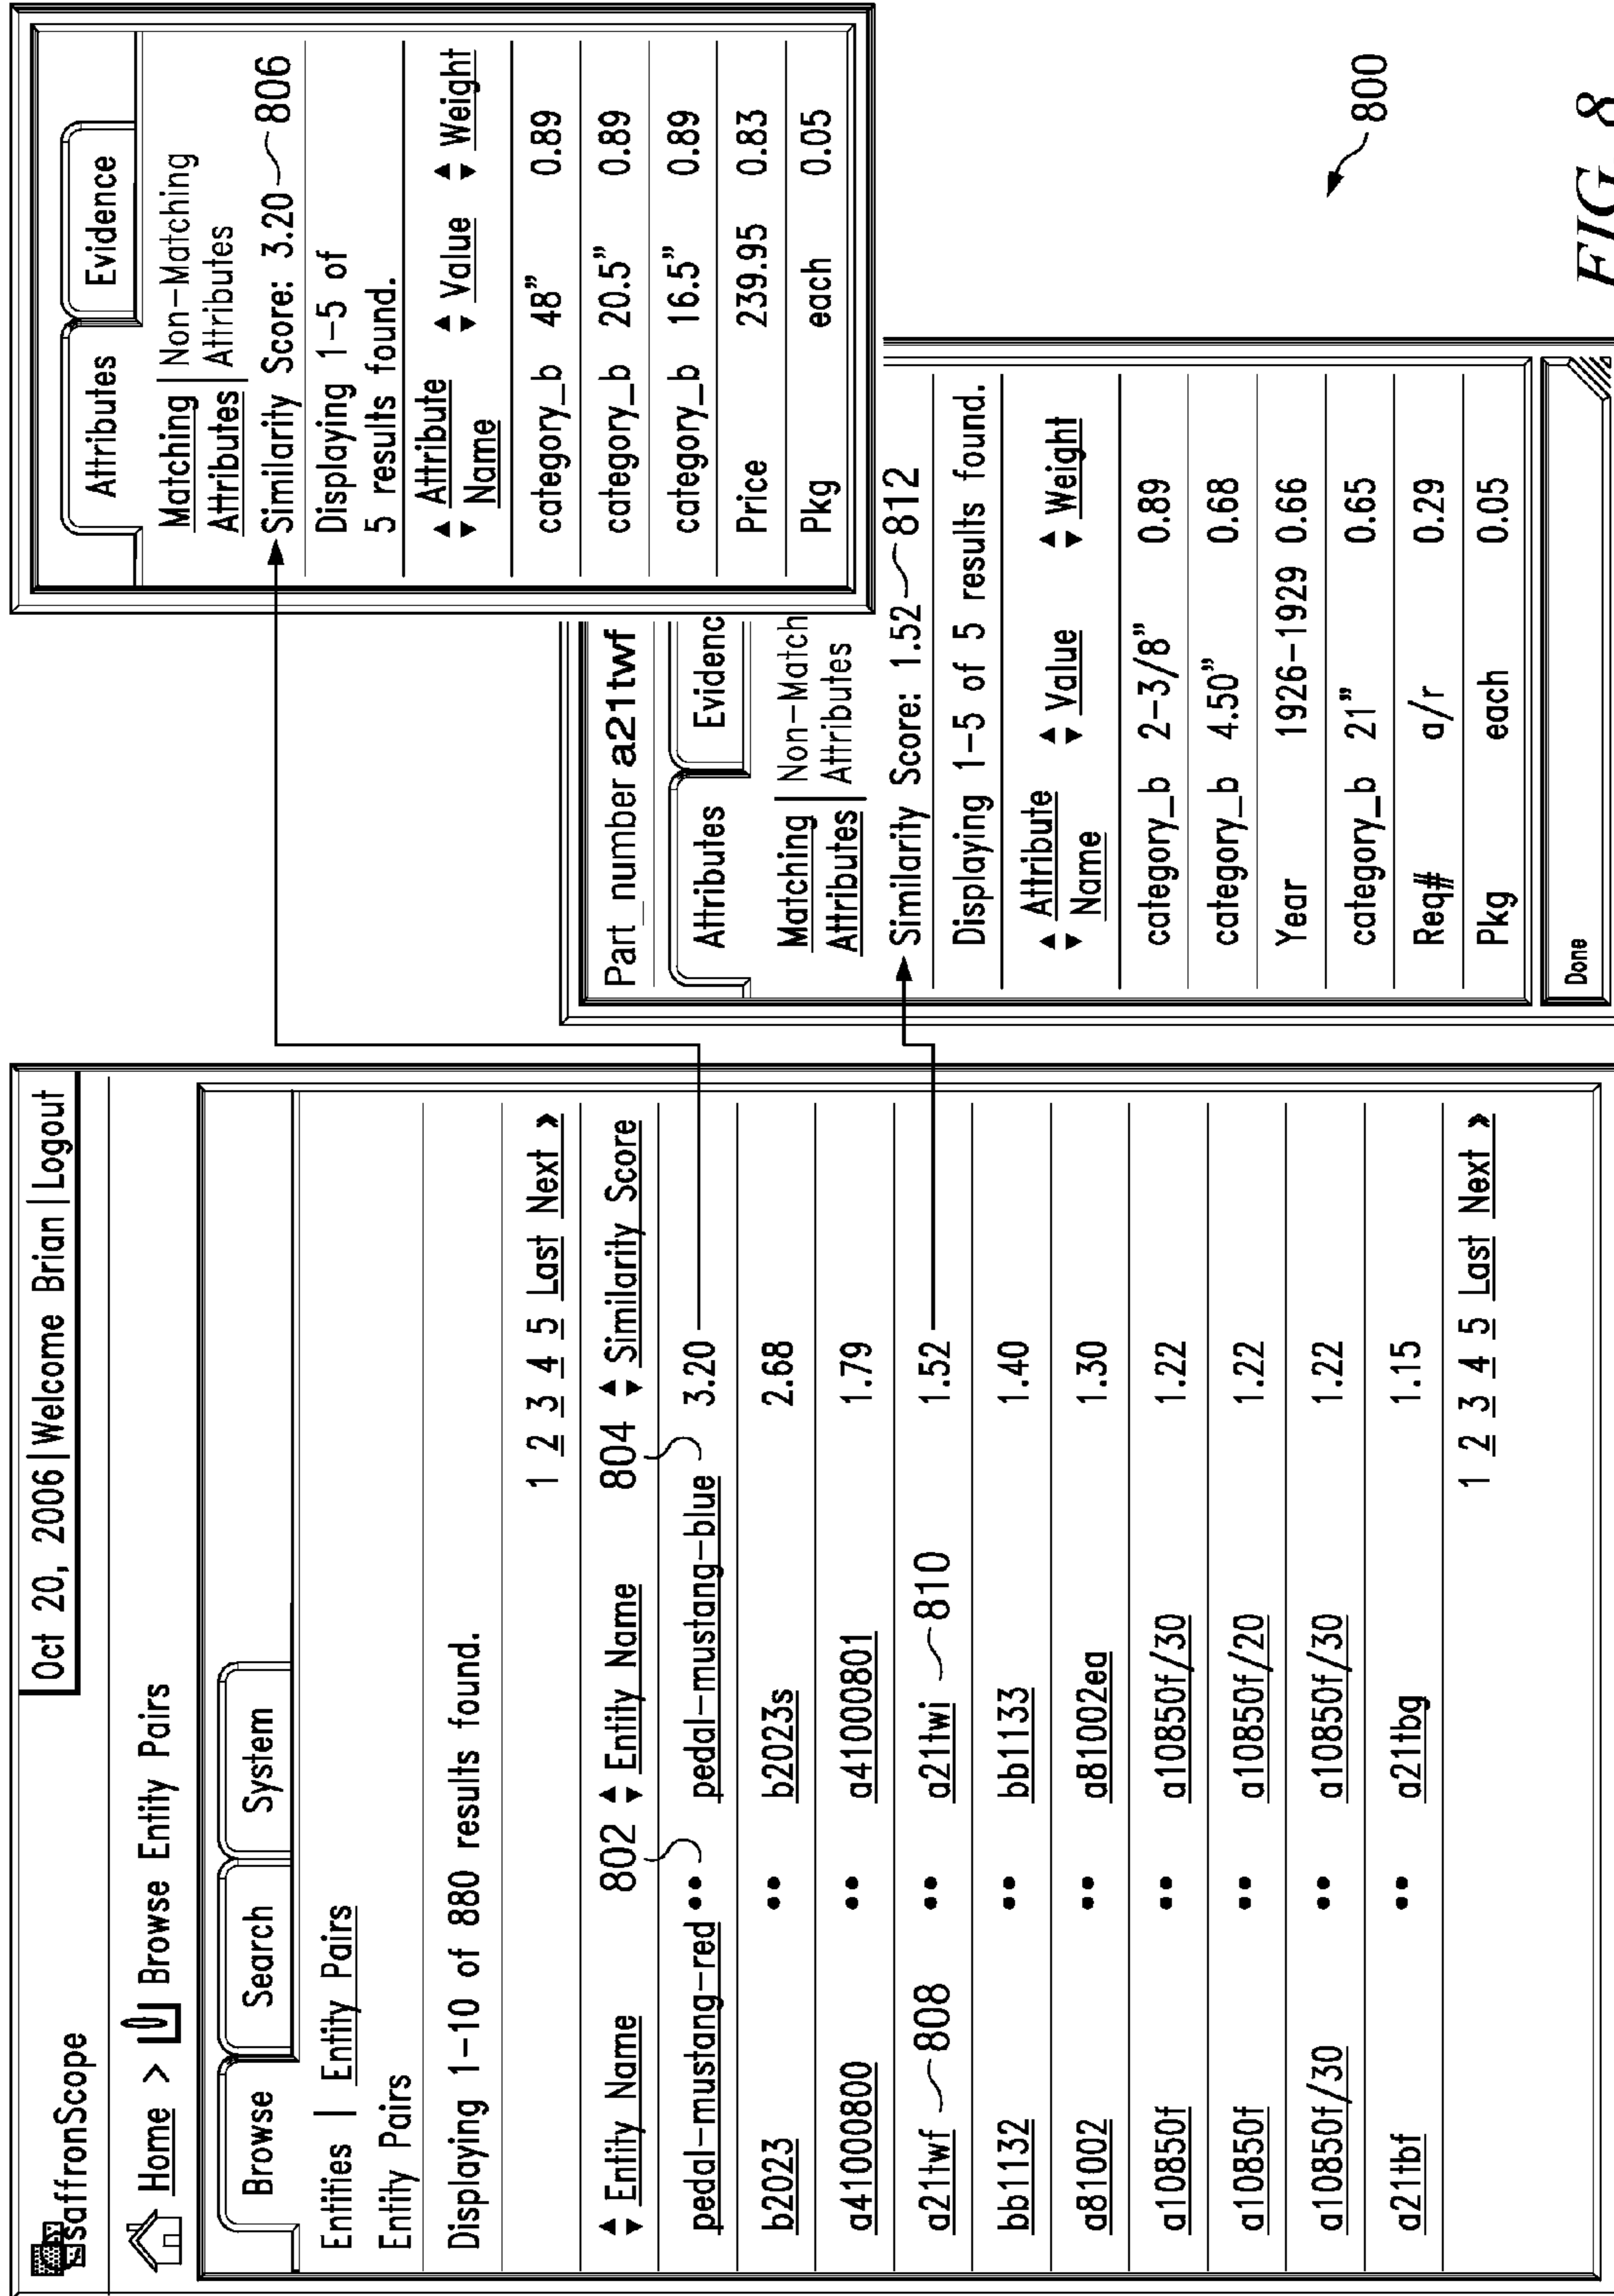 saffronScope
Oct 20, 2006|Welcome Brian|Logout
Home > Browse Entity Pairs
Browse Search System
Entities | Entity Pairs
Entity Pairs
Displaying 1-10 of 880 results found.
1 2 3 4 5 Last Next »
Entity Name 802 Entity Name 804 Similarity Score
pedal-mustang-red •• pedal-mustang-blue 3.20
b2023 •• b2023s 2.68
a41000800 •• a41000801 1.79
a21twf 808 •• a21twi 810 1.52
bb1132 •• bb1133 1.40
a81002 •• a81002ea 1.30
a10850f •• a10850f/30 1.22
a10850f •• a10850f/20 1.22
a10850f/30 •• a10850f/30 1.22
a21tbf •• a21tbg 1.15
1 2 3 4 5 Last Next »
Attributes Evidence
Matching | Non-Matching
Attributes | Attributes
Similarity Score: 3.20 806
Displaying 1-5 of
5 results found.
Attribute Value Weight
Name
category_b 48” 0.89
category_b 20.5” 0.89
category_b 16.5” 0.89
Price 239.95 0.83
Pkg each 0.05
Part_number a21twf
Attributes Evidenc
Matching | Non-Match
Attributes | Attributes
Similarity Score: 1.52 812
Displaying 1-5 of 5 results found.
Attribute Value Weight
Name
category_b 2-3/8” 0.89
category_b 4.50” 0.68
Year 1926-1929 0.66
category_b 21” 0.65
Req# a/r 0.29
Pkg each 0.05
Done
800
FIG. 8